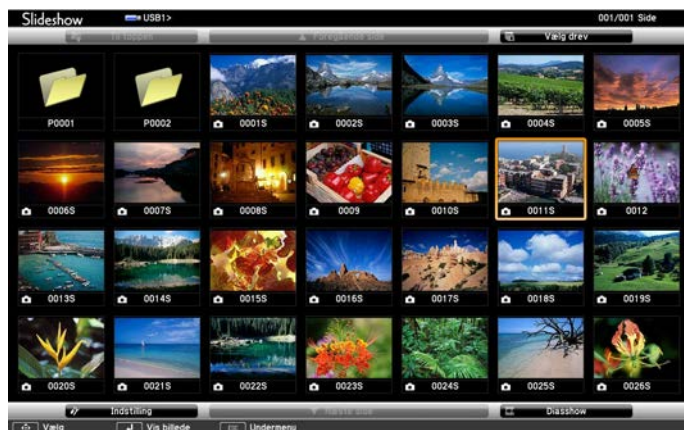 Slideshow USB1> 001/001 Side
Til toppen Foregående side Vælg drev
P0001 P0002 0001S 0002S 0003S 0004S 0005S
0006S 0007S 0008S 0009 0010S 0011S 0012
0013S 0014S 0015S 0016S 0017S 0018S 0019S
0020S 0021S 0022S 0023S 0024S 0025S 0026S
Indstilling Næste side Diasshow
Vælg Vis billede Undermenu